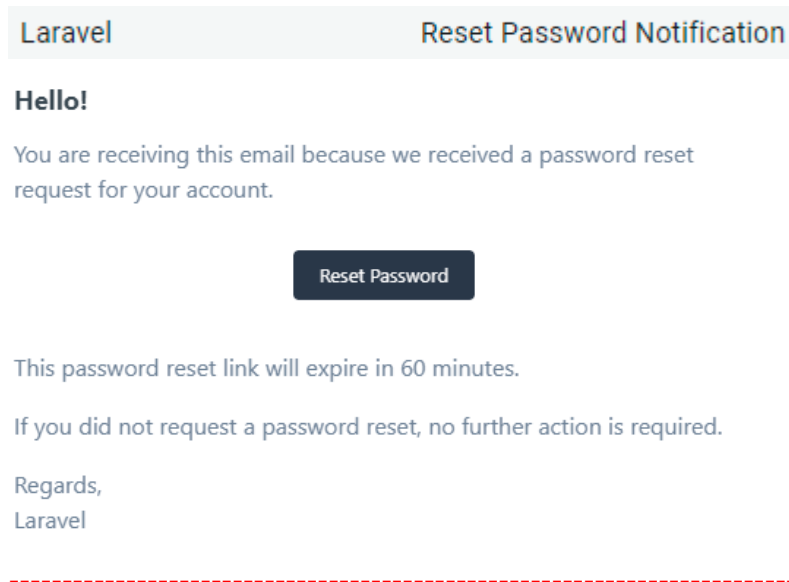 Laravel Reset Password Notification
Hello!
You are receiving this email because we received a password reset
request for your account.
Reset Password
This password reset link will expire in 60 minutes.
If you did not request a password reset, no further action is required.
Regards,
Laravel